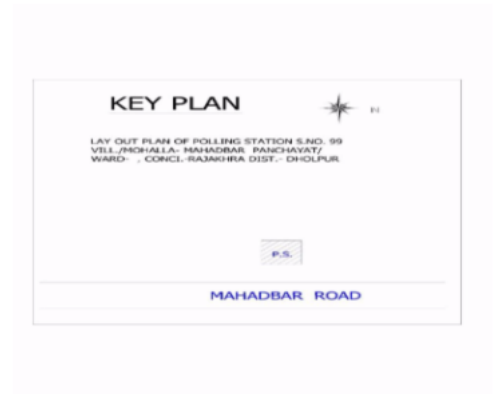 KEY PLAN
N
LAY OUT PLAN OF POLLING STATION S.NO. 99
VILL./MOHALLA- MAHADBAR PANCHAYAT/
WARD- , CONCI.-RAJAKHRA DIST.- DHOLPUR
P.S.
MAHADBAR ROAD